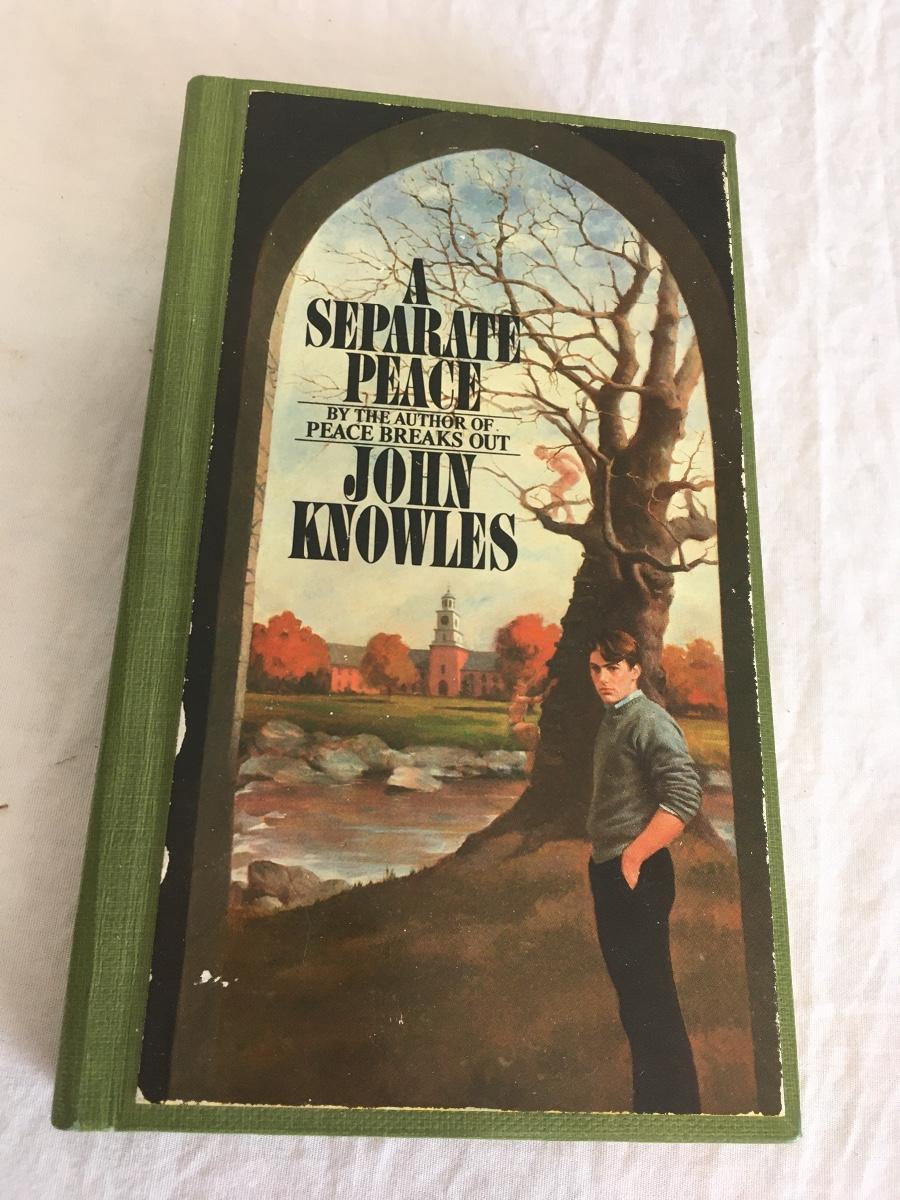 A
SEPARATE
PEACE
BY THE AUTHOR OF
PEACE BREAKS OUT
JOHN
KNOWLES